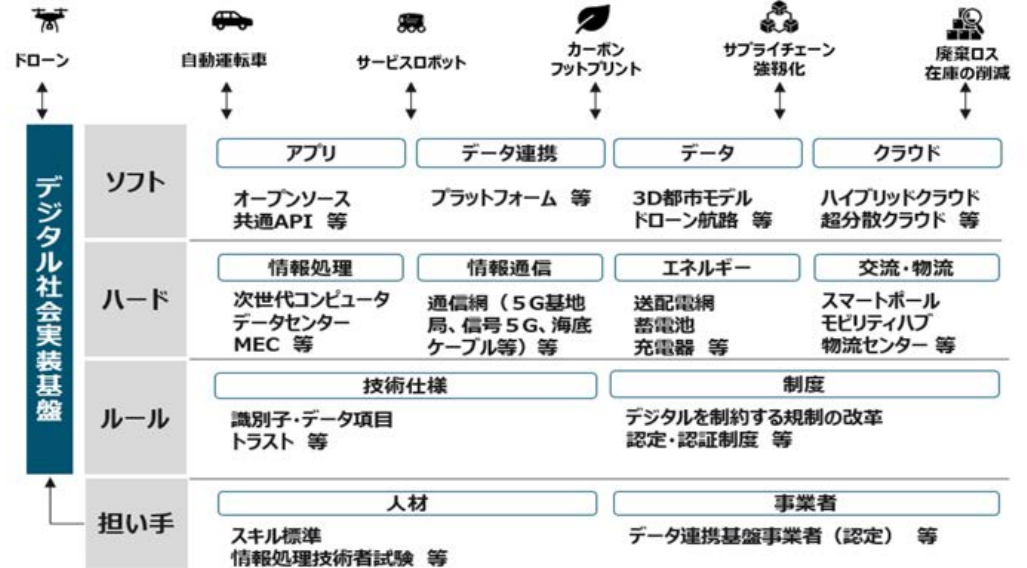 ドローン
自動運転車
サービスロボット
カーボン
フットプリント
サプライチェーン
強靱化
廃棄ロス
在庫の削減
デジタル社会実装基盤
ソフト
アプリ
オープンソース
共通API 等
データ連携
プラットフォーム 等
データ
3D都市モデル
ドローン航路 等
クラウド
ハイブリッドクラウド
超分散クラウド 等
ハード
情報処理
次世代コンピュータ
データセンター
MEC 等
情報通信
通信網（５G基地
局、信号５G、海底
ケーブル等）等
エネルギー
送配電網
蓄電池
充電器 等
交流・物流
スマートポール
モビリティハブ
物流センター 等
ルール
技術仕様
識別子・データ項目
トラスト 等
制度
デジタルを制約する規制の改革
認定・認証制度 等
担い手
人材
スキル標準
情報処理技術者試験 等
事業者
データ連携基盤事業者（認定） 等